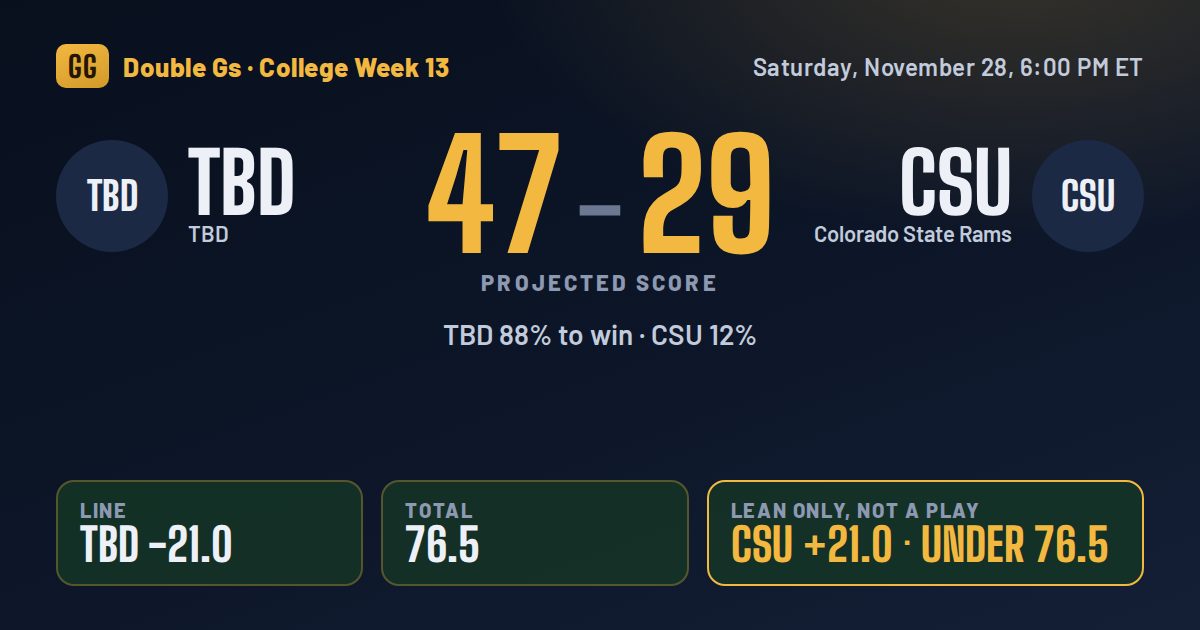 GG Double Gs · College Week 13
Saturday, November 28, 6:00 PM ET
TBD
TBD
TBD
47 – 29
PROJECTED SCORE
TBD 88% to win · CSU 12%
CSU
Colorado State Rams
CSU
LINE
TBD −21.0
TOTAL
76.5
LEAN ONLY, NOT A PLAY
CSU +21.0 · UNDER 76.5